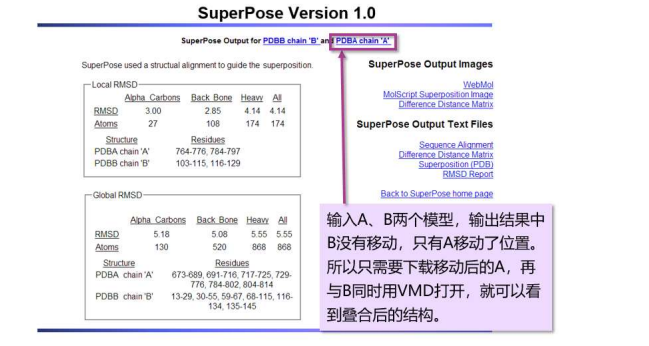 SuperPose Version 1.0
SuperPose Output for PDBB chain 'B' and PDBA chain 'A'
SuperPose used a structual alignment to guide the superposition.
Local RMSD
Alpha Carbons Back Bone Heavy All
RMSD 3.00 2.85 4.14 4.14
Atoms 27 108 174 174
Structure Residues
PDBA chain 'A' 764-776, 784-797
PDBB chain 'B' 103-115, 116-129
Global RMSD
Alpha Carbons Back Bone Heavy All
RMSD 5.18 5.08 5.55 5.55
Atoms 130 520 868 868
Structure Residues
PDBA chain 'A' 673-689, 691-716, 717-725, 729-
776, 784-802, 804-814
PDBB chain 'B' 13-29, 30-55, 59-67, 68-115, 116-
134, 135-145
SuperPose Output Images
WebMol
MolScript Superposition Image
Difference Distance Matrix
SuperPose Output Text Files
Sequence Alignment
Difference Distance Matrix
Superposition (PDB)
RMSD Report
Back to SuperPose home page
输入A、B两个模型，输出结果中
B没有移动，只有A移动了位置。
所以只需要下载移动后的A，再
与B同时用VMD打开，就可以看
到叠合后的结构。